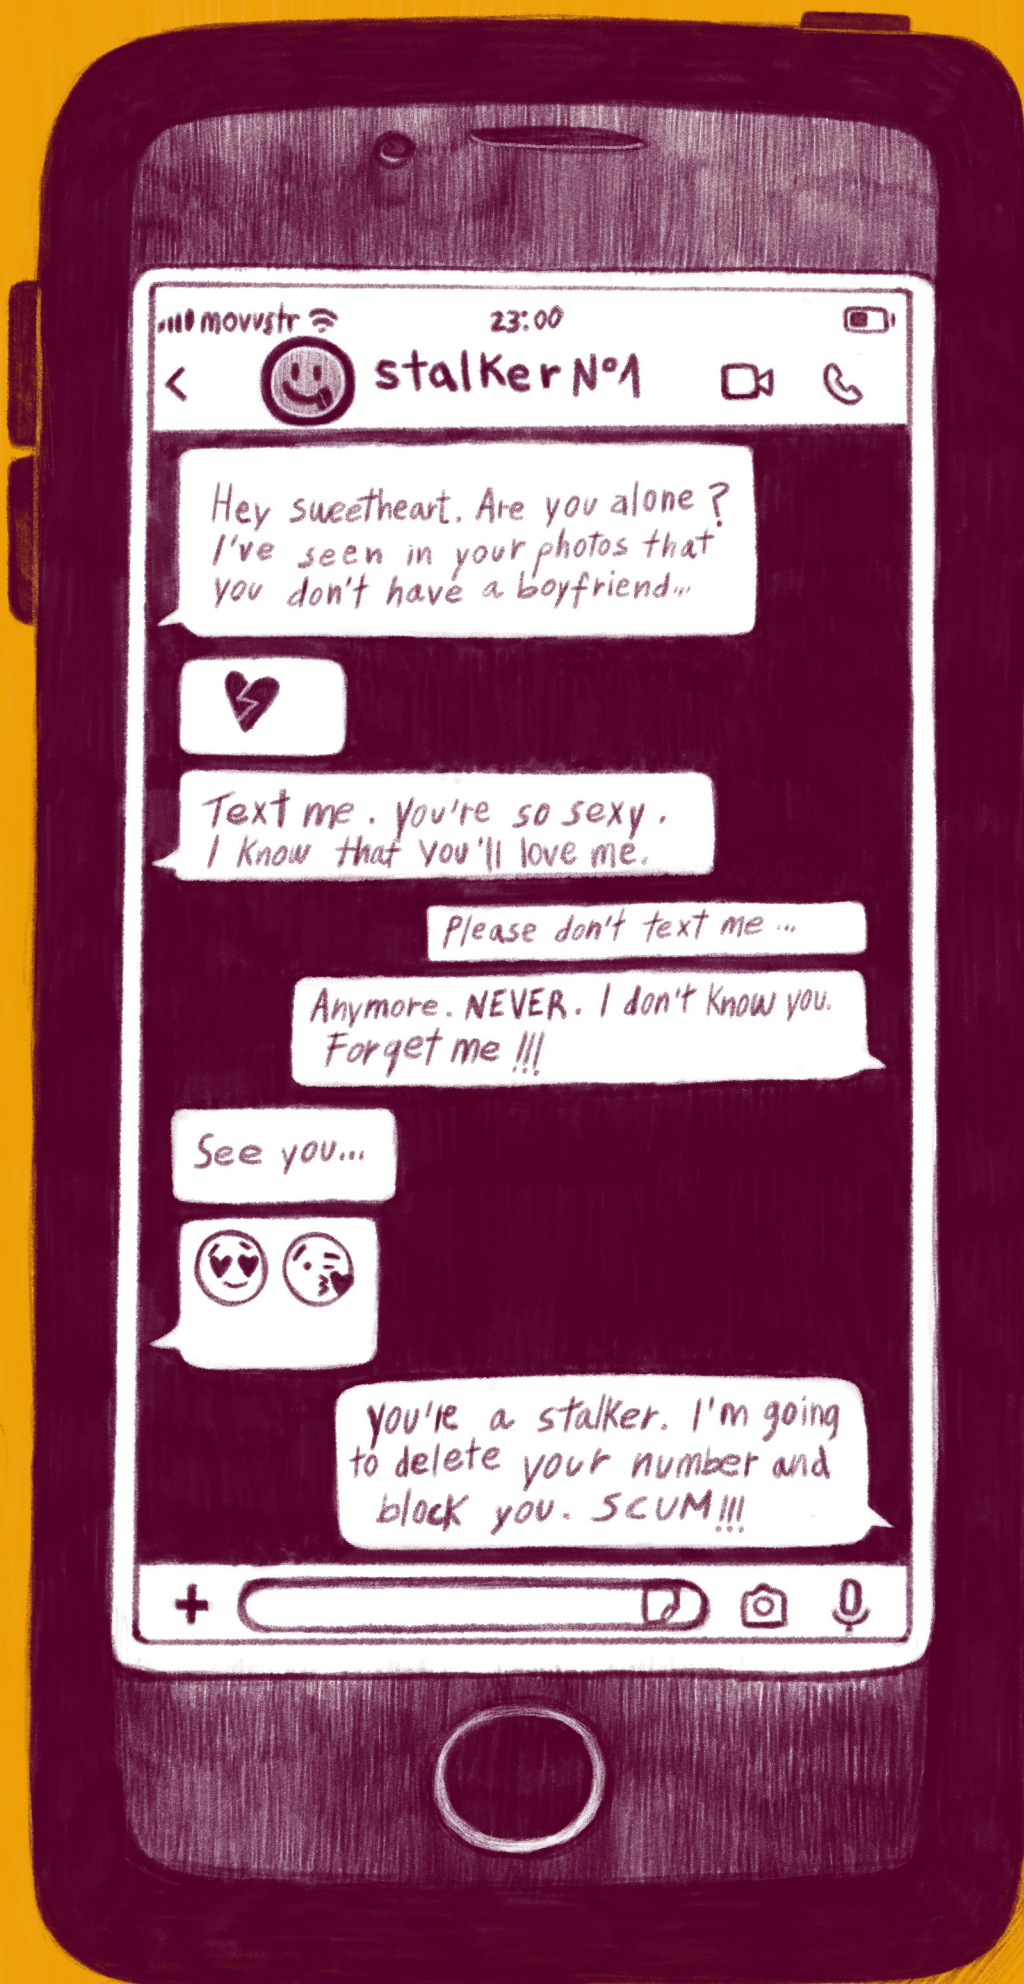 movvstr 23:00
stalker Nº1
Hey sweetheart. Are you alone?
I've seen in your photos that
you don't have a boyfriend...
Text me. you're so sexy.
I know that you'll love me.
Please don't text me ...
Anymore. NEVER. I don't know you.
Forget me !!!
See you...
you're a stalker. I'm going
to delete your number and
block you. SCUM!!!